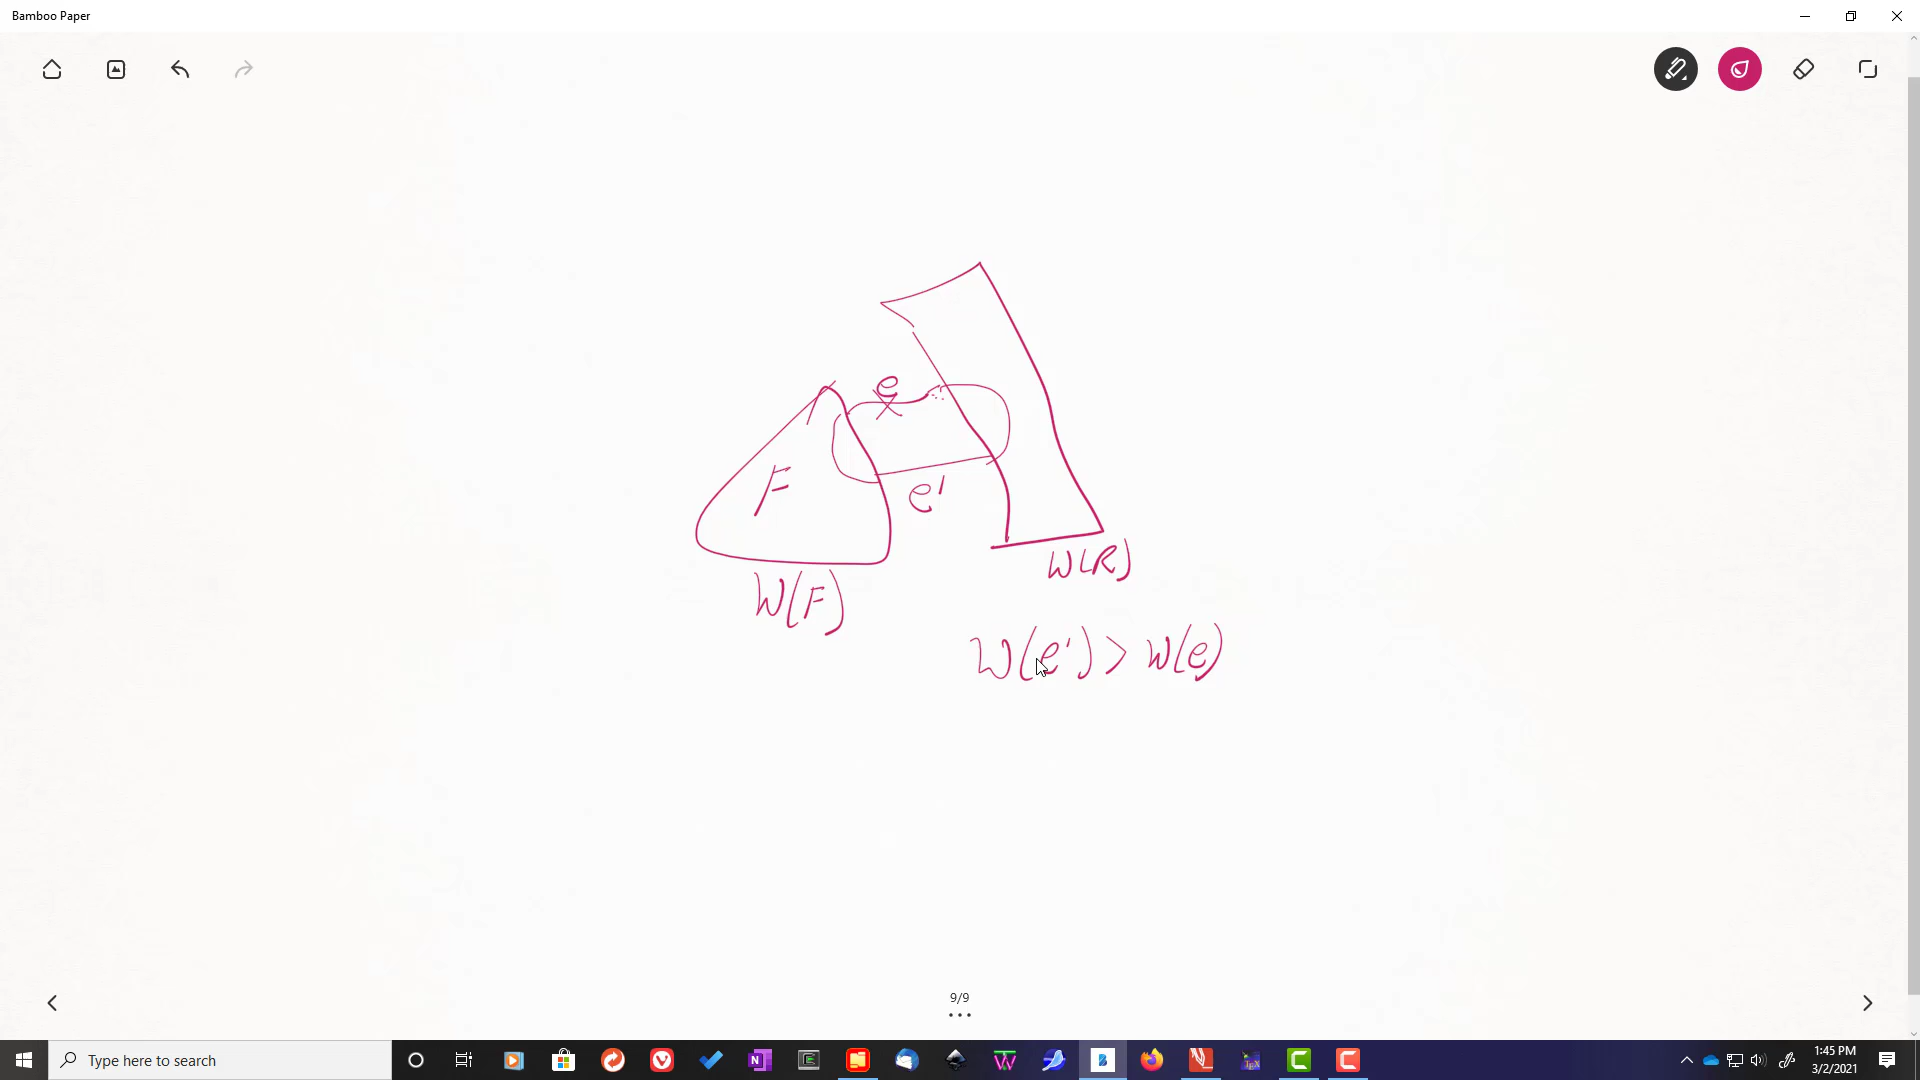 Bamboo Paper
e
F
e'
W(R)
W(F)
W(e') > W(e)
9/9
Type here to search
1:45 PM
3/2/2021